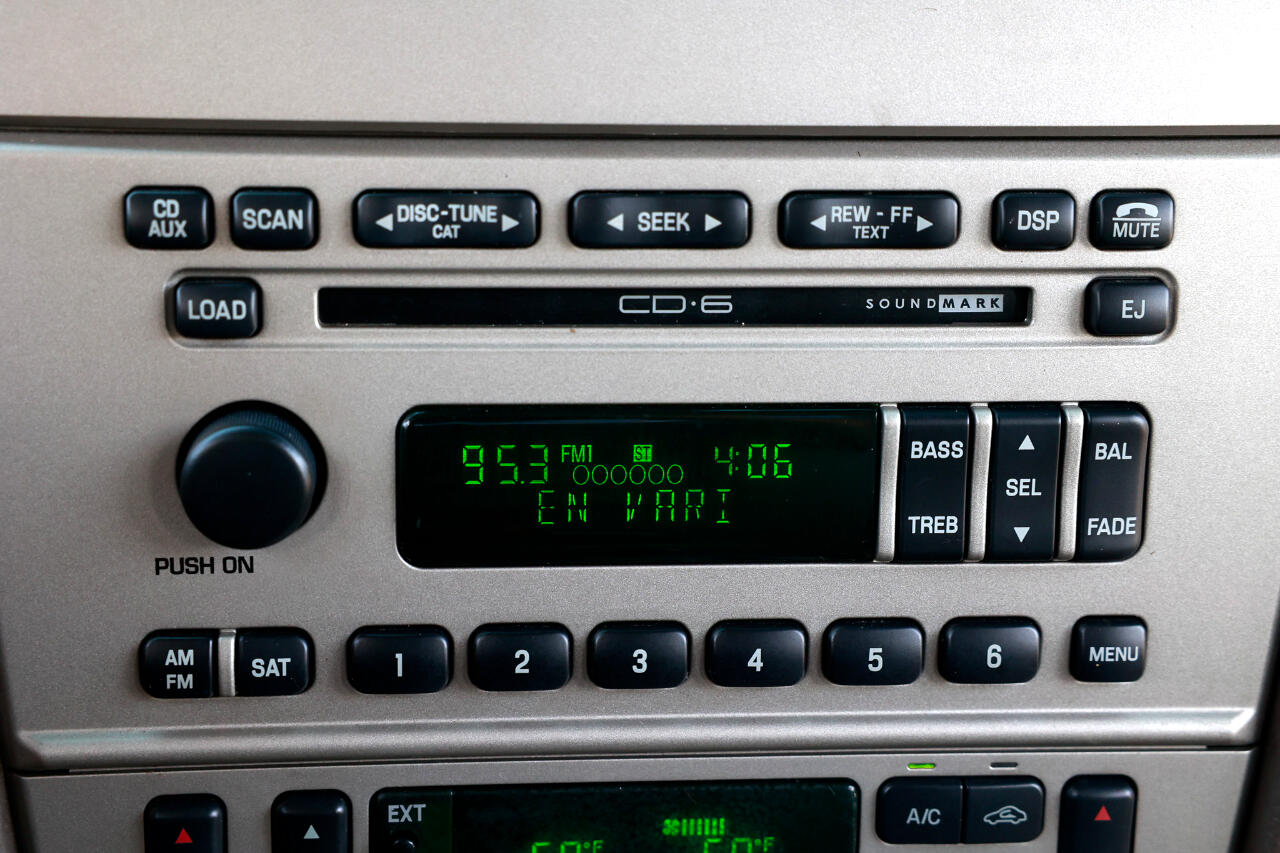 CD AUX
SCAN
DISC-TUNE
CAT
SEEK
REW - FF
TEXT
DSP
MUTE
LOAD
CD·6
SOUNDMARK
EJ
95.3 FM1 ST 4:06
EN VARI
BASS
TREB
SEL
BAL
FADE
PUSH ON
AM
FM
SAT
1
2
3
4
5
6
MENU
EXT
A/C